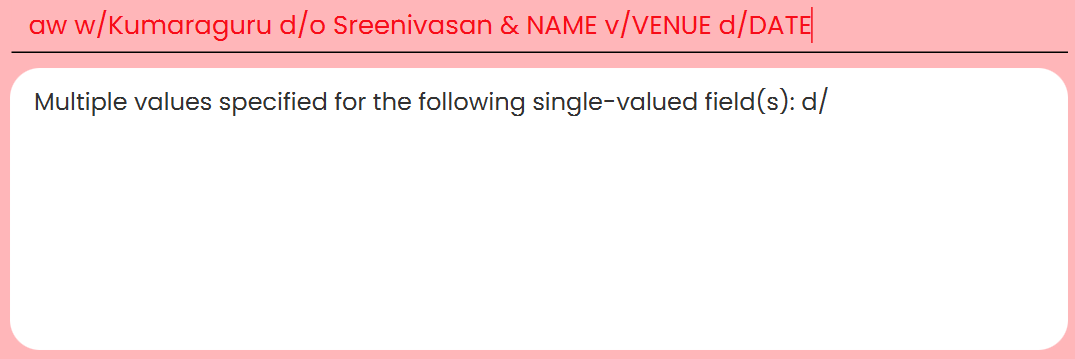 aw w/Kumaraguru d/o Sreenivasan & NAME v/VENUE d/DATE
Multiple values specified for the following single-valued field(s): d/